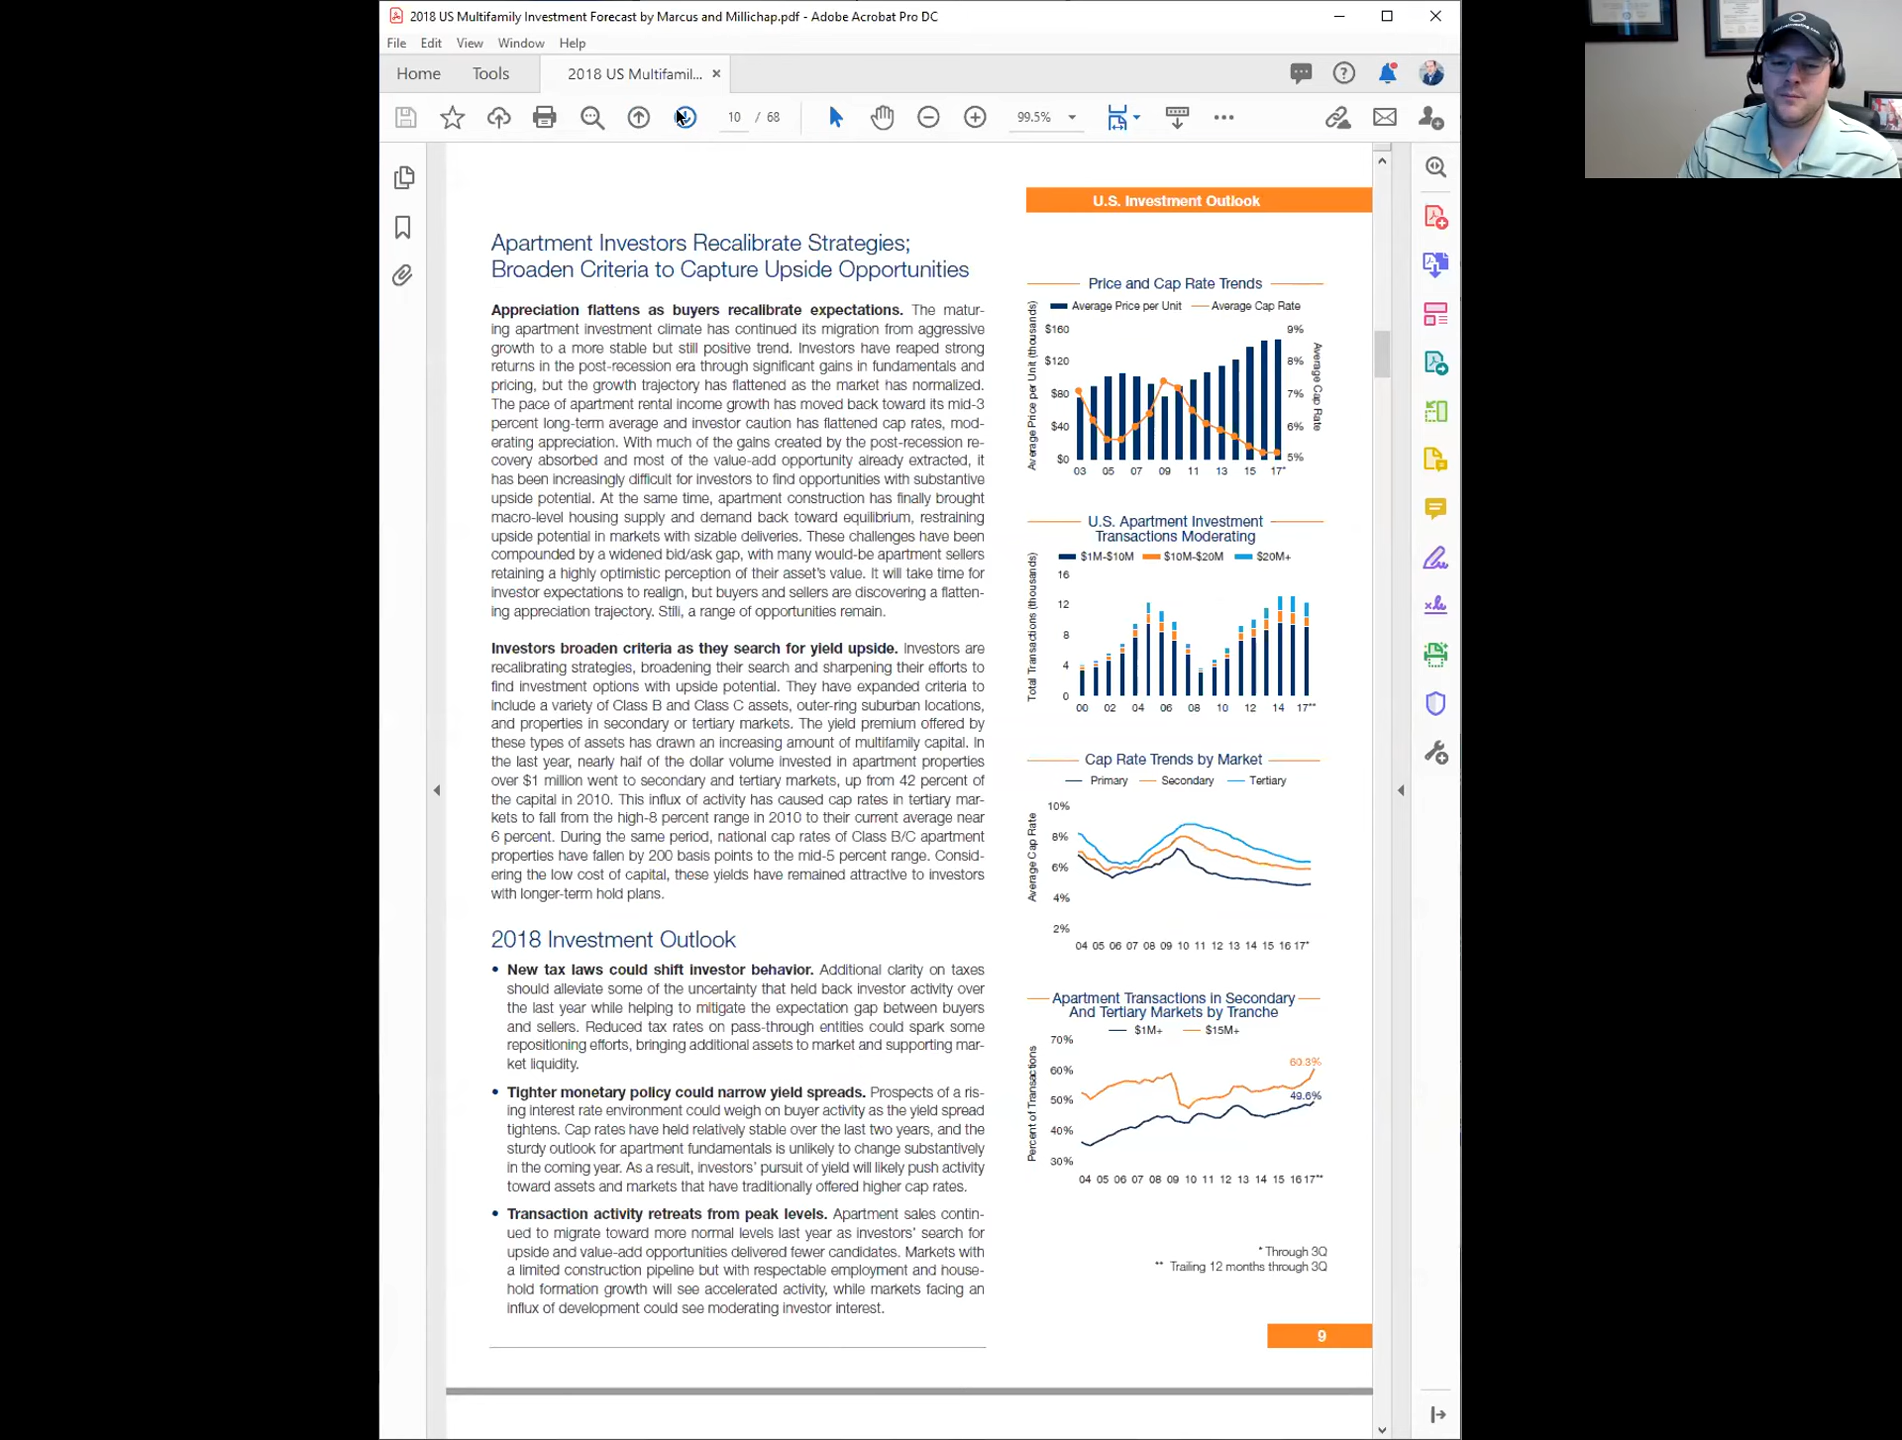 2018 US Multifamily Investment Forecast by Marcus and Millichap.pdf - Adobe Acrobat Pro DC
File Edit View Window Help
Home Tools 2018 US Multifamil... ×
10 / 68 99.5%
U.S. Investment Outlook
Apartment Investors Recalibrate Strategies;
Broaden Criteria to Capture Upside Opportunities
Appreciation flattens as buyers recalibrate expectations. The matur-
ing apartment investment climate has continued its migration from aggressive
growth to a more stable but still positive trend. Investors have reaped strong
returns in the post-recession era through significant gains in fundamentals and
pricing, but the growth trajectory has flattened as the market has normalized.
The pace of apartment rental income growth has moved back toward its mid-3
percent long-term average and investor caution has flattened cap rates, mod-
erating appreciation. With much of the gains created by the post-recession re-
covery absorbed and most of the value-add opportunity already extracted, it
has been increasingly difficult for investors to find opportunities with substantive
upside potential. At the same time, apartment construction has finally brought
macro-level housing supply and demand back toward equilibrium, restraining
upside potential in markets with sizable deliveries. These challenges have been
compounded by a widened bid/ask gap, with many would-be apartment sellers
retaining a highly optimistic perception of their asset's value. It will take time for
investor expectations to realign, but buyers and sellers are discovering a flatten-
ing appreciation trajectory. Still, a range of opportunities remain.
Investors broaden criteria as they search for yield upside. Investors are
recalibrating strategies, broadening their search and sharpening their efforts to
find investment options with upside potential. They have expanded criteria to
include a variety of Class B and Class C assets, outer-ring suburban locations,
and properties in secondary or tertiary markets. The yield premium offered by
these types of assets has drawn an increasing amount of multifamily capital. In
the last year, nearly half of the dollar volume invested in apartment properties
over $1 million went to secondary and tertiary markets, up from 42 percent of
the capital in 2010. This influx of activity has caused cap rates in tertiary mar-
kets to fall from the high-8 percent range in 2010 to their current average near
6 percent. During the same period, national cap rates of Class B/C apartment
properties have fallen by 200 basis points to the mid-5 percent range. Consid-
ering the low cost of capital, these yields have remained attractive to investors
with longer-term hold plans.
2018 Investment Outlook
• New tax laws could shift investor behavior. Additional clarity on taxes
should alleviate some of the uncertainty that held back investor activity over
the last year while helping to mitigate the expectation gap between buyers
and sellers. Reduced tax rates on pass-through entities could spark some
repositioning efforts, bringing additional assets to market and supporting mar-
ket liquidity.
• Tighter monetary policy could narrow yield spreads. Prospects of a ris-
ing interest rate environment could weigh on buyer activity as the yield spread
tightens. Cap rates have held relatively stable over the last two years, and the
sturdy outlook for apartment fundamentals is unlikely to change substantively
in the coming year. As a result, investors' pursuit of yield will likely push activity
toward assets and markets that have traditionally offered higher cap rates.
• Transaction activity retreats from peak levels. Apartment sales contin-
ued to migrate toward more normal levels last year as investors' search for
upside and value-add opportunities delivered fewer candidates. Markets with
a limited construction pipeline but with respectable employment and house-
hold formation growth will see accelerated activity, while markets facing an
influx of development could see moderating investor interest.
Price and Cap Rate Trends
Average Price per Unit Average Cap Rate
Average Price per Unit (thousands)
$160
$120
$80
$40
$0
9%
8%
7%
6%
5%
Average Cap Rate
03 05 07 09 11 13 15 17*
U.S. Apartment Investment
Transactions Moderating
$1M-$10M $10M-$20M $20M+
Total Transactions (thousands)
16
12
8
4
0
00 02 04 06 08 10 12 14 17**
Cap Rate Trends by Market
Primary Secondary Tertiary
Average Cap Rate
10%
8%
6%
4%
2%
04 05 06 07 08 09 10 11 12 13 14 15 16 17*
Apartment Transactions in Secondary
And Tertiary Markets by Tranche
$1M+ $15M+
Percent of Transactions
70%
60%
50%
40%
30%
60.3%
49.6%
04 05 06 07 08 09 10 11 12 13 14 15 16 17**
* Through 3Q
** Trailing 12 months through 3Q
9